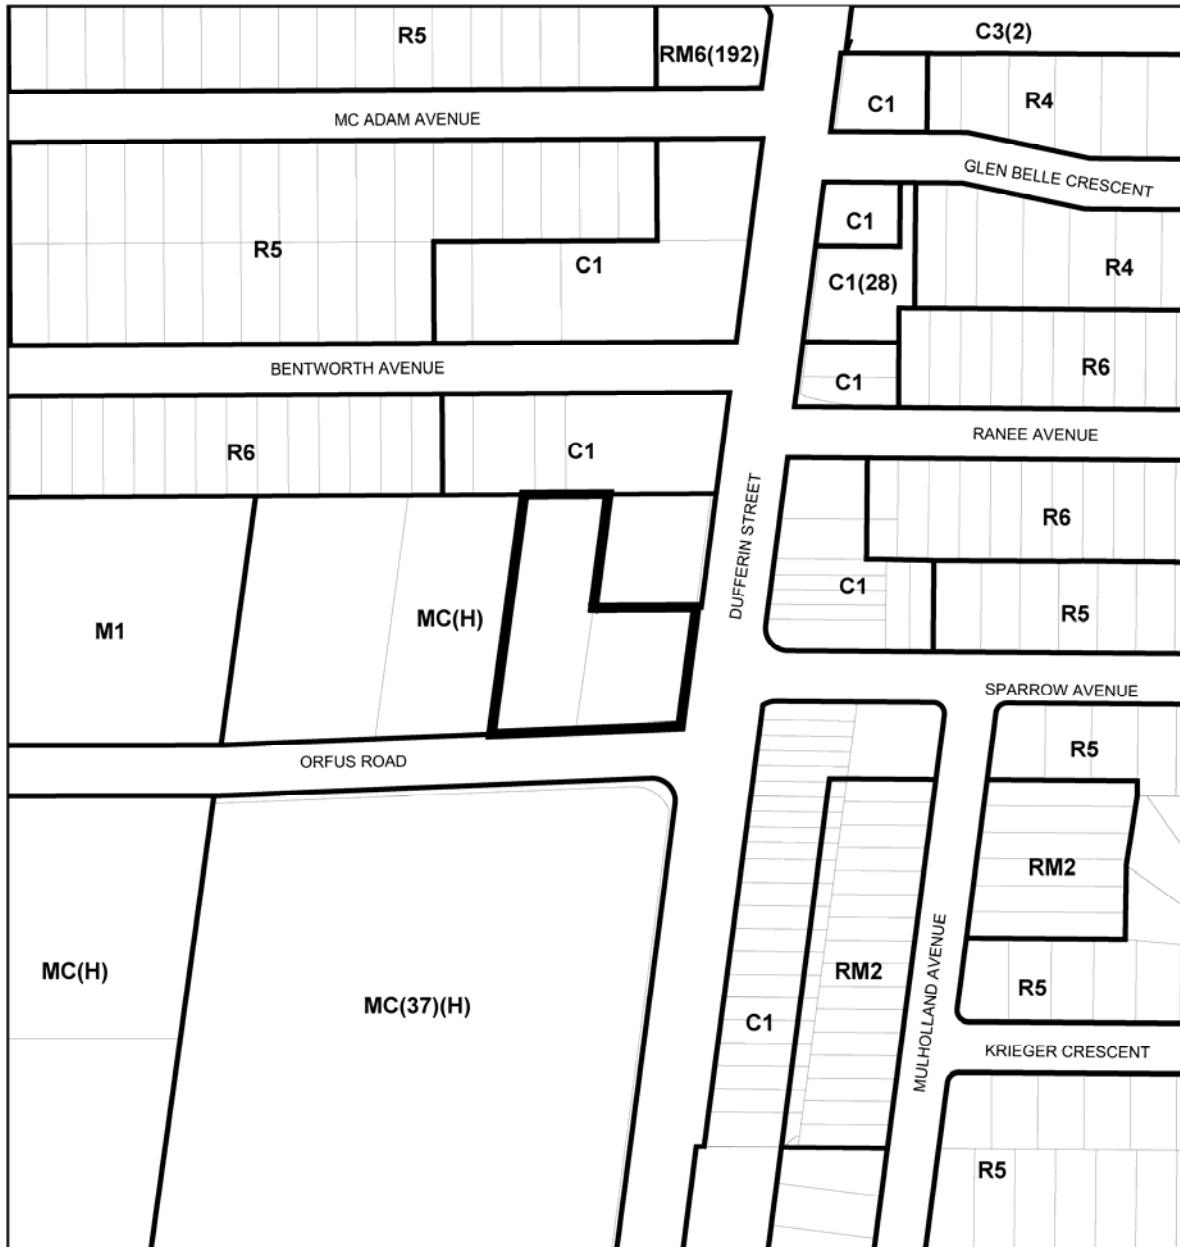 R5
RM6(192)
C3(2)
C1
R4
MC ADAM AVENUE
GLEN BELLE CRESCENT
C1
R5
C1
R4
C1(28)
BENTWORTH AVENUE
R6
C1
RANEE AVENUE
R6
C1
DUFFERIN STREET
R6
C1
R5
MC(H)
M1
SPARROW AVENUE
R5
ORFUS ROAD
RM2
MC(H)
RM2
MULHOLLAND AVENUE
R5
MC(37)(H)
C1
KRIEGER CRESCENT
R5